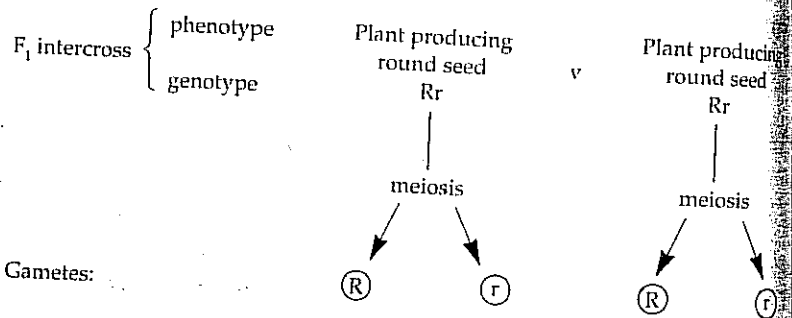 F₁ intercross { phenotype
genotype
Plant producing
round seed
Rr
meiosis
v
Plant producing
round seed
Rr
meiosis
Gametes:
R r
R r